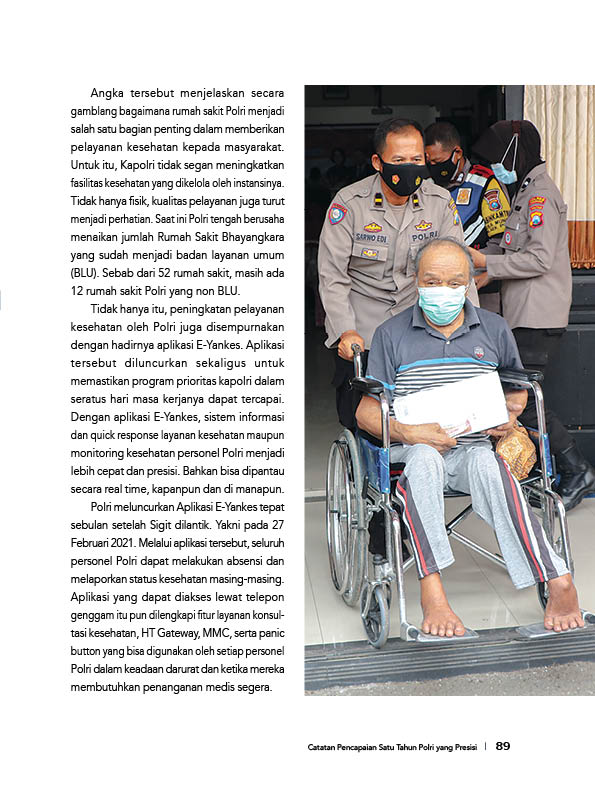 Angka tersebut menjelaskan secara
gamblang bagaimana rumah sakit Polri menjadi
salah satu bagian penting dalam memberikan
pelayanan kesehatan kepada masyarakat.
Untuk itu, Kapolri tidak segan meningkatkan
fasilitas kesehatan yang dikelola oleh instansinya.
Tidak hanya fisik, kualitas pelayanan juga turut
menjadi perhatian. Saat ini Polri tengah berusaha
menaikan jumlah Rumah Sakit Bhayangkara
yang sudah menjadi badan layanan umum
(BLU). Sebab dari 52 rumah sakit, masih ada
12 rumah sakit Polri yang non BLU.
Tidak hanya itu, peningkatan pelayanan
kesehatan oleh Polri juga disempurnakan
dengan hadirnya aplikasi E-Yankes. Aplikasi
tersebut diluncurkan sekaligus untuk
memastikan program prioritas kapolri dalam
seratus hari masa kerjanya dapat tercapai.
Dengan aplikasi E-Yankes, sistem informasi
dan quick response layanan kesehatan maupun
monitoring kesehatan personel Polri menjadi
lebih cepat dan presisi. Bahkan bisa dipantau
secara real time, kapanpun dan di manapun.
Polri meluncurkan Aplikasi E-Yankes tepat
sebulan setelah Sigit dilantik. Yakni pada 27
Februari 2021. Melalui aplikasi tersebut, seluruh
personel Polri dapat melakukan absensi dan
melaporkan status kesehatan masing-masing.
Aplikasi yang dapat diakses lewat telepon
genggam itu pun dilengkapi fitur layanan konsul-
tasi kesehatan, HT Gateway, MMC, serta panic
button yang bisa digunakan oleh setiap personel
Polri dalam keadaan darurat dan ketika mereka
membutuhkan penanganan medis segera.
SARWO EDI
POLRI
Catatan Pencapaian Satu Tahun Polri yang Presisi | 89